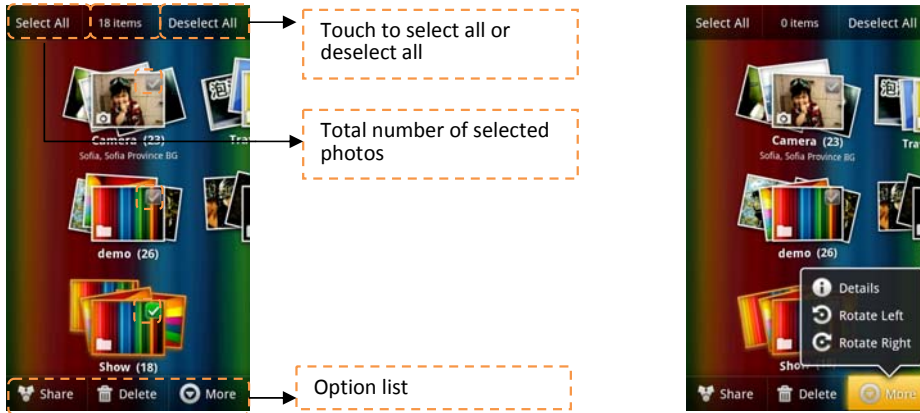 Select All 18 items Deselect All
Camera (23)
Sofia, Sofia Province BG
demo (26)
Show (18)
Share Delete More
Touch to select all or
deselect all
Total number of selected
photos
Option list
Select All 0 items Deselect All
Camera (23)
Sofia, Sofia Province BG
demo (26)
Details
Rotate Left
Rotate Right
Share Delete More